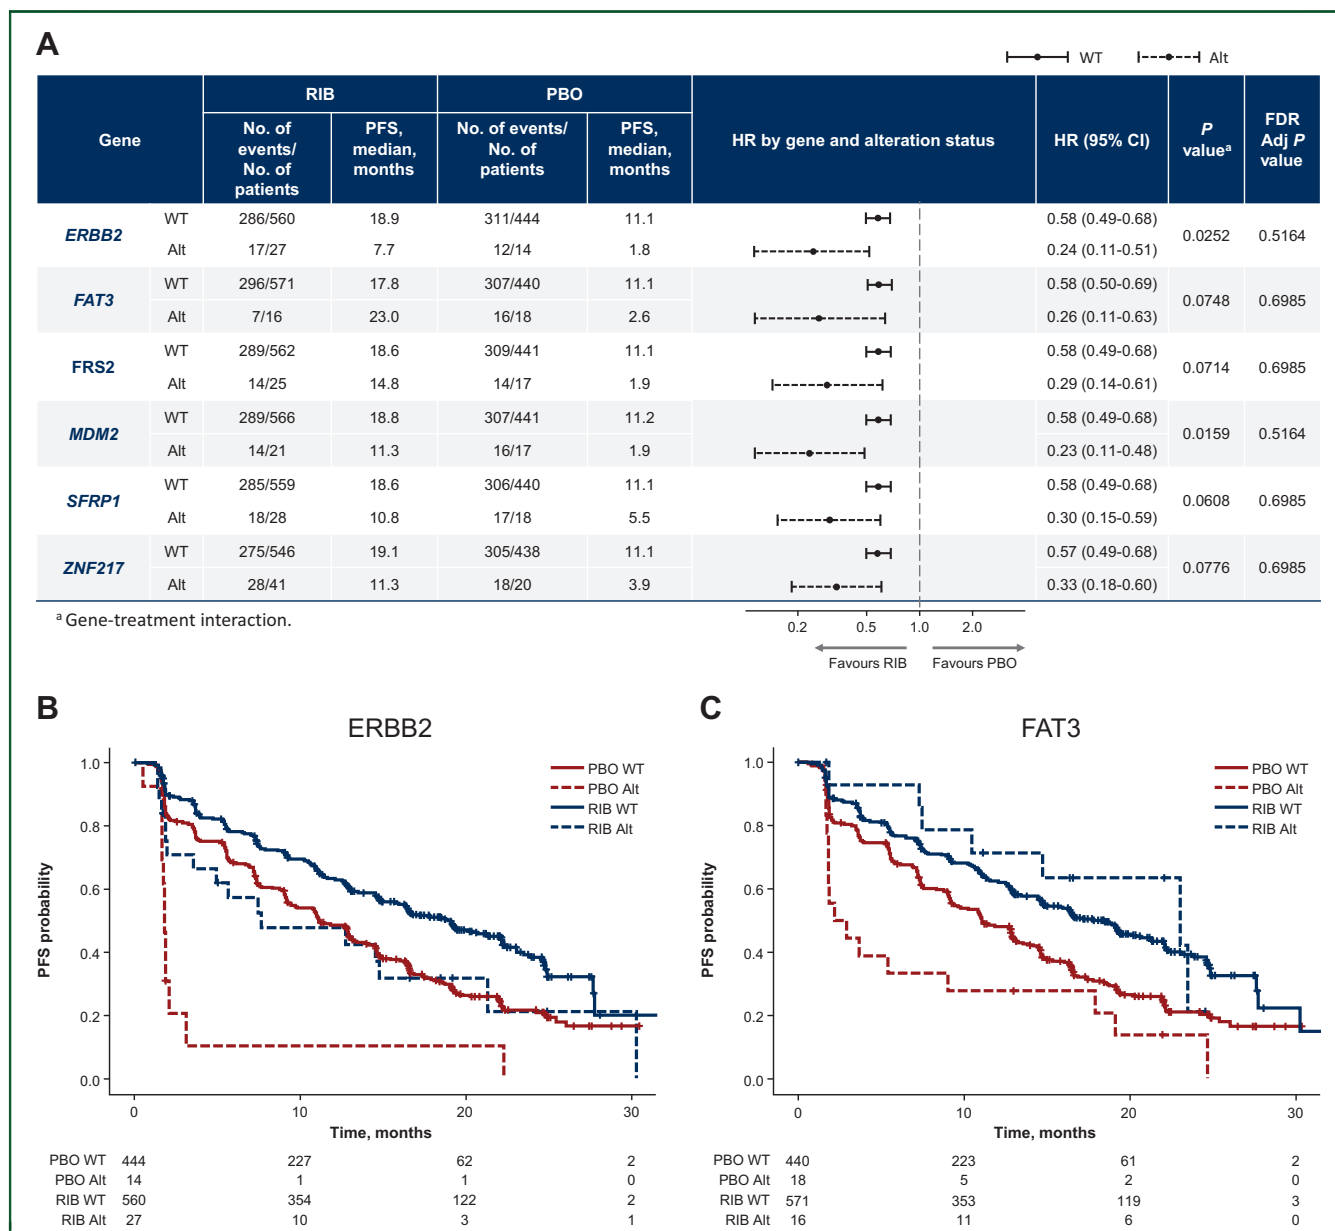 A
WT Alt
RIB PBO
Gene No. of events/ No. of patients PFS, median, months No. of events/ No. of patients PFS, median, months HR by gene and alteration status HR (95% CI) P valueᵃ FDR Adj P value
ERBB2 WT 286/560 18.9 311/444 11.1 0.58 (0.49-0.68) 0.0252 0.5164
Alt 17/27 7.7 12/14 1.8 0.24 (0.11-0.51)
FAT3 WT 296/571 17.8 307/440 11.1 0.58 (0.50-0.69) 0.0748 0.6985
Alt 7/16 23.0 16/18 2.6 0.26 (0.11-0.63)
FRS2 WT 289/562 18.6 309/441 11.1 0.58 (0.49-0.68) 0.0714 0.6985
Alt 14/25 14.8 14/17 1.9 0.29 (0.14-0.61)
MDM2 WT 289/566 18.8 307/441 11.2 0.58 (0.49-0.68) 0.0159 0.5164
Alt 14/21 11.3 16/17 1.9 0.23 (0.11-0.48)
SFRP1 WT 285/559 18.6 306/440 11.1 0.58 (0.49-0.68) 0.0608 0.6985
Alt 18/28 10.8 17/18 5.5 0.30 (0.15-0.59)
ZNF217 WT 275/546 19.1 305/438 11.1 0.57 (0.49-0.68) 0.0776 0.6985
Alt 28/41 11.3 18/20 3.9 0.33 (0.18-0.60)
ᵃ Gene-treatment interaction.
0.2 0.5 1.0 2.0
Favours RIB Favours PBO
B
ERBB2
PBO WT
PBO Alt
RIB WT
RIB Alt
PFS probability
1.0
0.8
0.6
0.4
0.2
0.0
0 10 20 30
Time, months
PBO WT 444 227 62 2
PBO Alt 14 1 1 0
RIB WT 560 354 122 2
RIB Alt 27 10 3 1
C
FAT3
PBO WT
PBO Alt
RIB WT
RIB Alt
PFS probability
1.0
0.8
0.6
0.4
0.2
0.0
0 10 20 30
Time, months
PBO WT 440 223 61 2
PBO Alt 18 5 2 0
RIB WT 571 353 119 3
RIB Alt 16 11 6 0